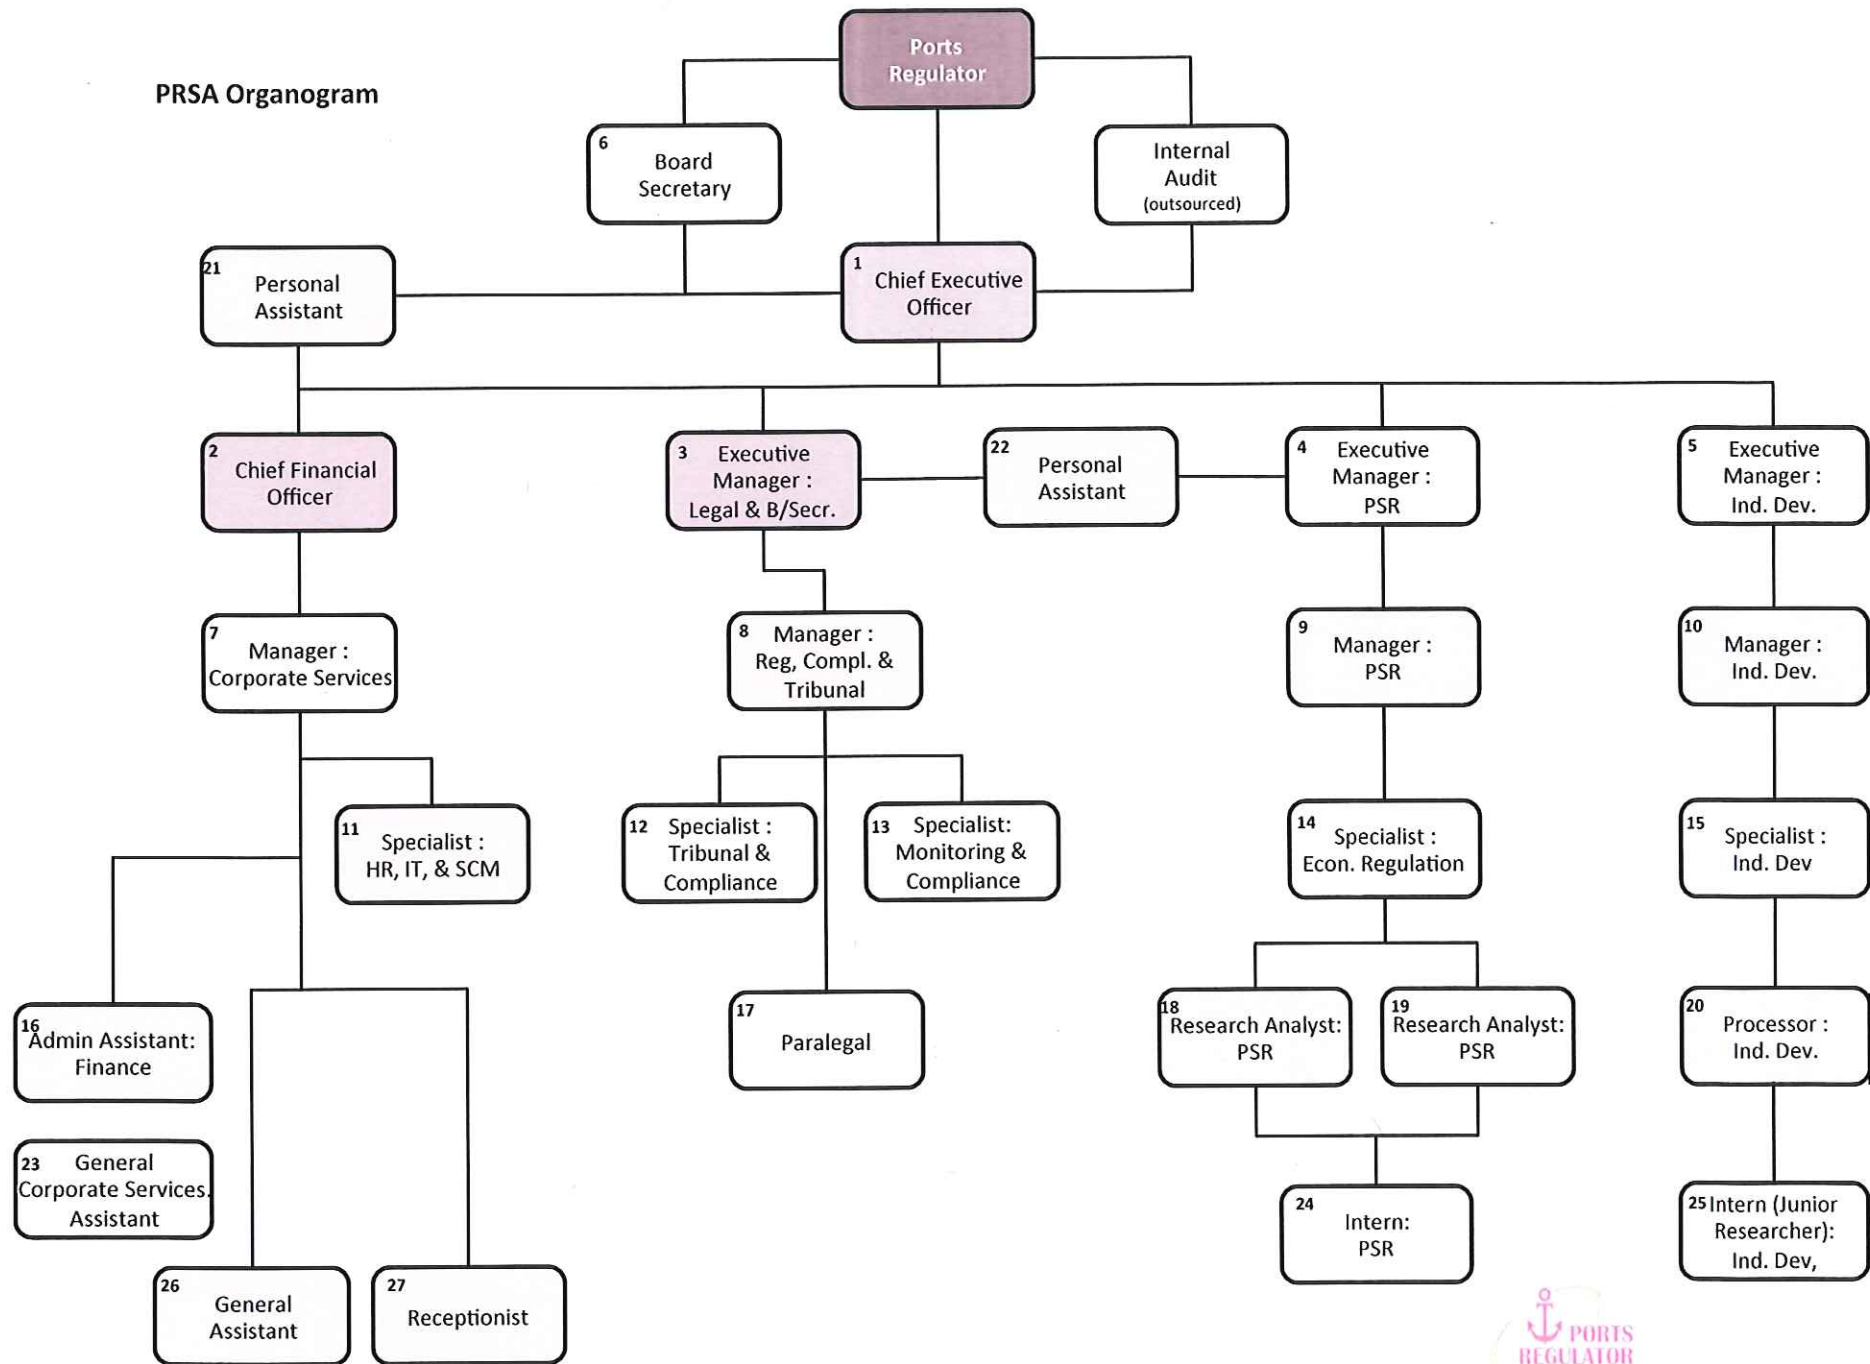 PRSA Organogram
Ports
Regulator
6
Board
Secretary
Internal
Audit
(outsourced)
21
Personal
Assistant
1
Chief Executive
Officer
2
Chief Financial
Officer
3
Executive
Manager :
Legal & B/Secr.
22
Personal
Assistant
4
Executive
Manager :
PSR
5
Executive
Manager :
Ind. Dev.
7
Manager :
Corporate Services
8
Manager :
Reg, Compl. &
Tribunal
9
Manager :
PSR
10
Manager :
Ind. Dev.
11
Specialist :
HR, IT, & SCM
12
Specialist :
Tribunal &
Compliance
13
Specialist:
Monitoring &
Compliance
14
Specialist :
Econ. Regulation
15
Specialist :
Ind. Dev
16
Admin Assistant:
Finance
17
Paralegal
18
Research Analyst:
PSR
19
Research Analyst:
PSR
20
Processor :
Ind. Dev.
23
General
Corporate Services.
Assistant
24
Intern:
PSR
25
Intern (Junior
Researcher):
Ind. Dev,
26
General
Assistant
27
Receptionist
PORTS
REGULATOR